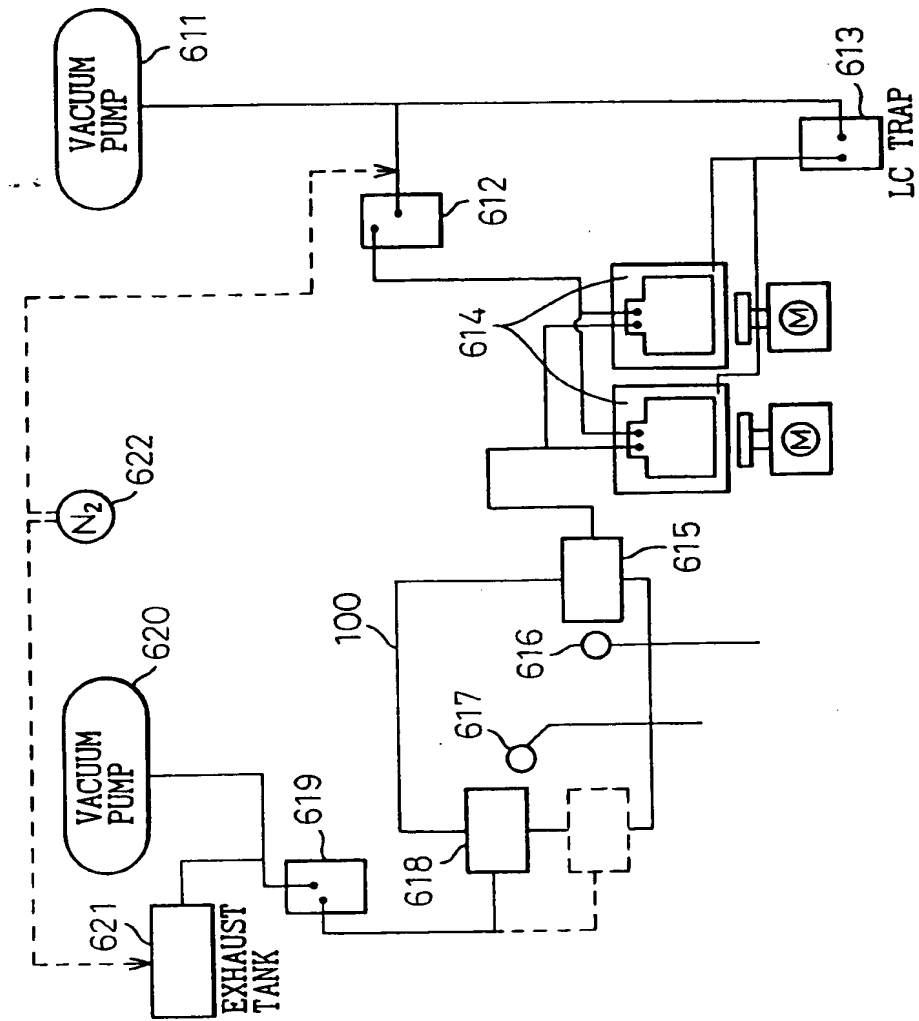 VACUUM
PUMP
611
VACUUM
PUMP
620
N2
622
621
EXHAUST
TANK
619
612
613
LC TRAP
614
M
M
615
100
616
617
618